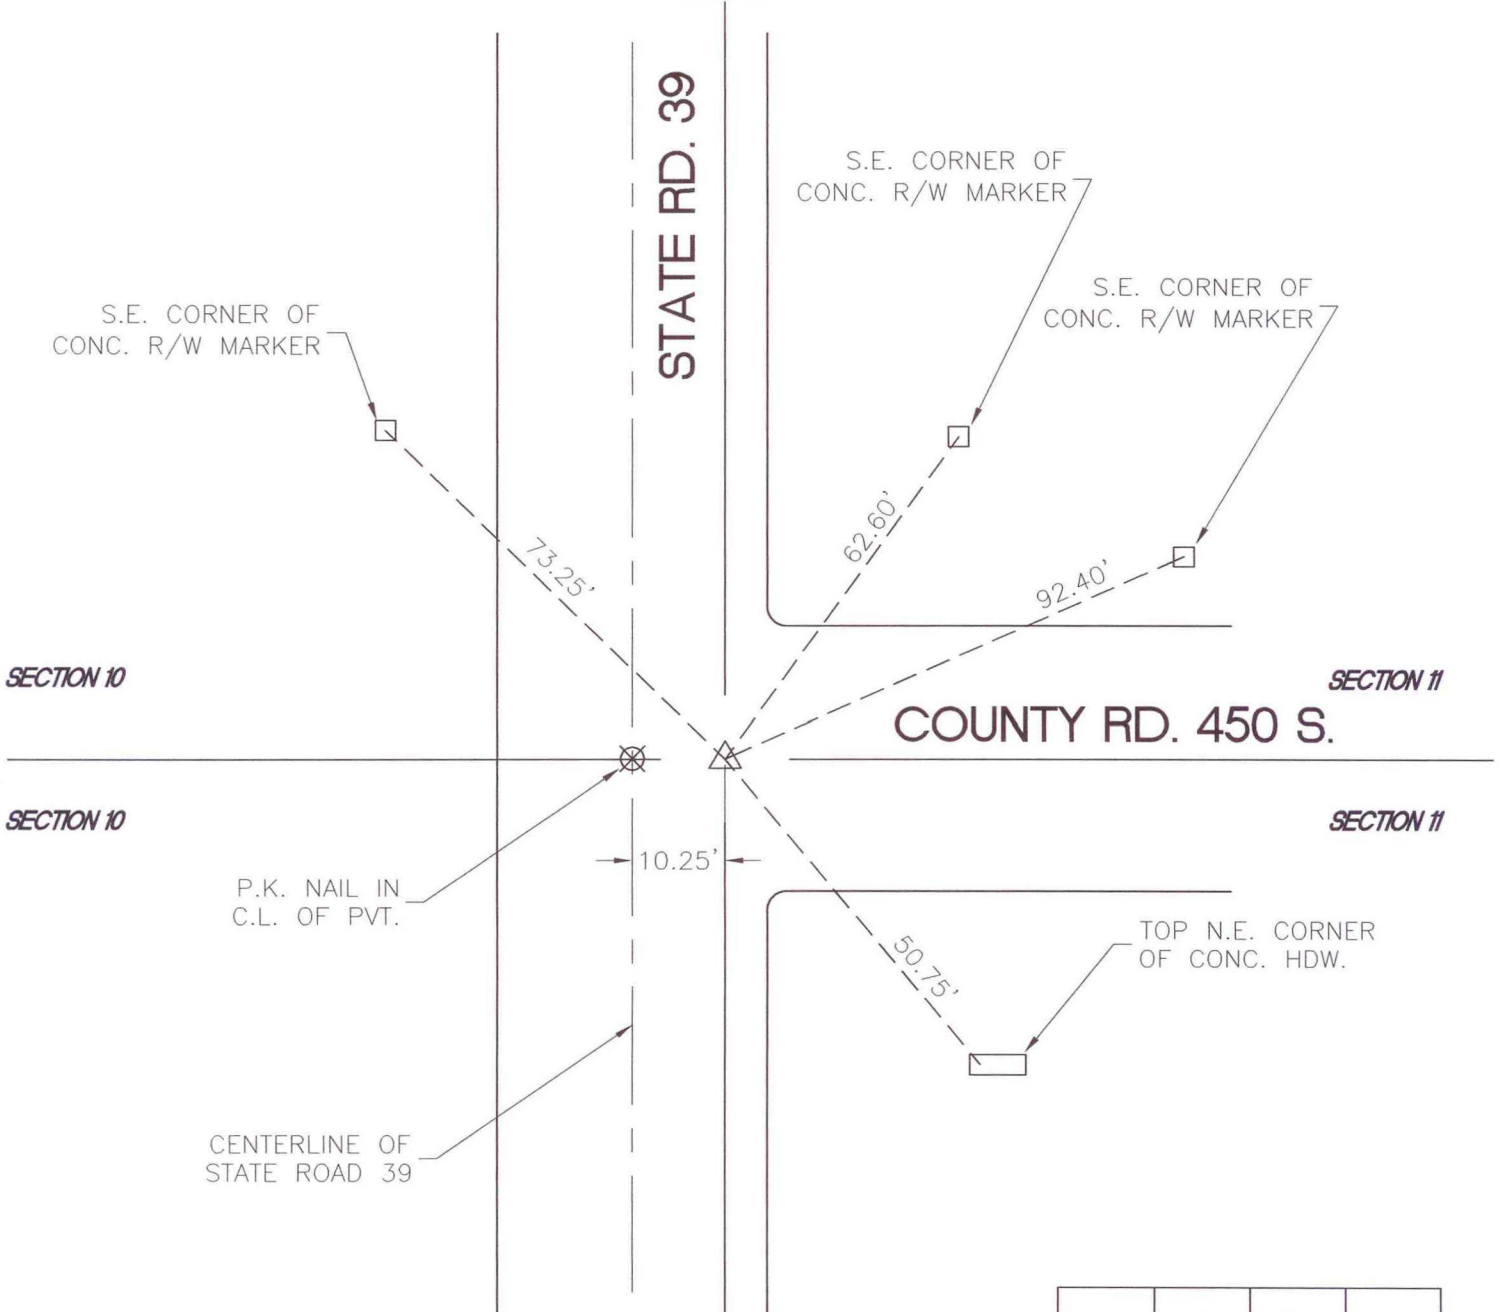 STATE RD. 39
S.E. CORNER OF
CONC. R/W MARKER
S.E. CORNER OF
CONC. R/W MARKER
S.E. CORNER OF
CONC. R/W MARKER
73.25'
62.60'
92.40'
SECTION 10
SECTION 11
COUNTY RD. 450 S.
SECTION 10
SECTION 11
10.25'
P.K. NAIL IN
C.L. OF PVT.
50.75'
TOP N.E. CORNER
OF CONC. HDW.
CENTERLINE OF
STATE ROAD 39